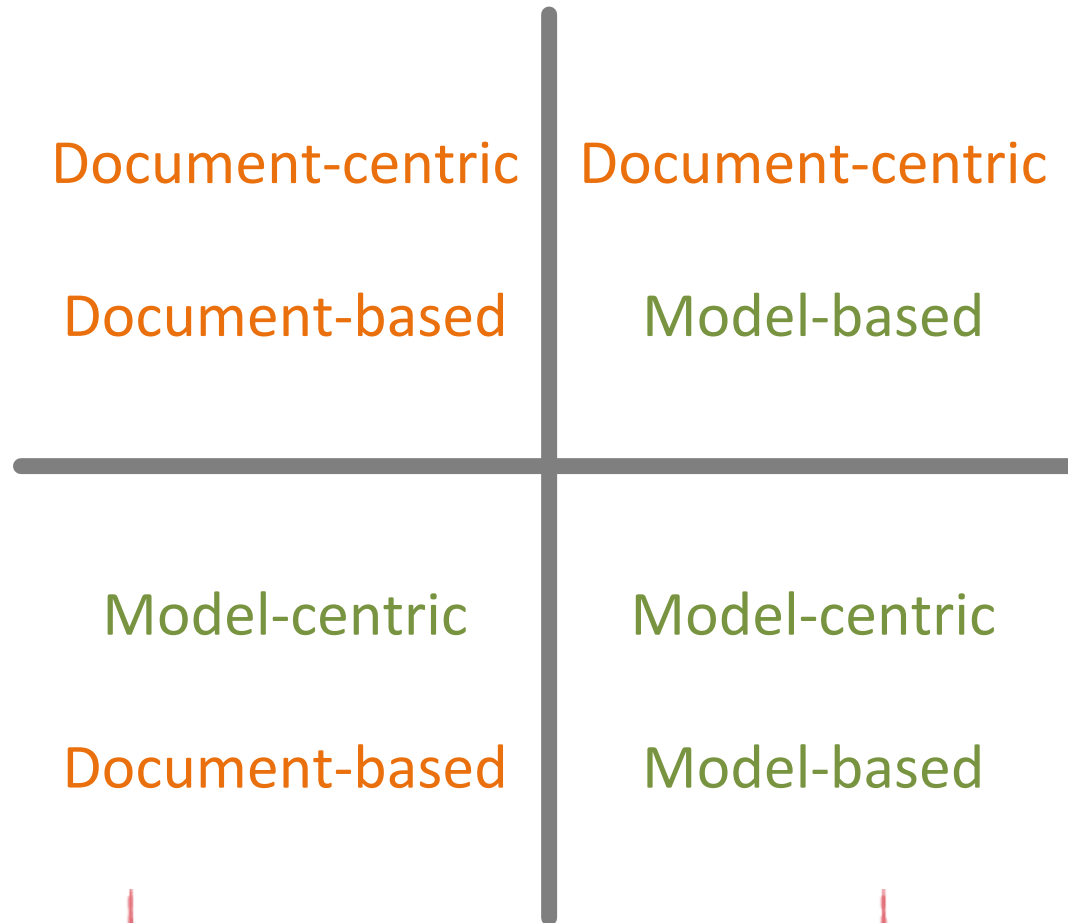 Document-centric
Document-based
Document-centric
Model-based
Model-centric
Document-based
Model-centric
Model-based